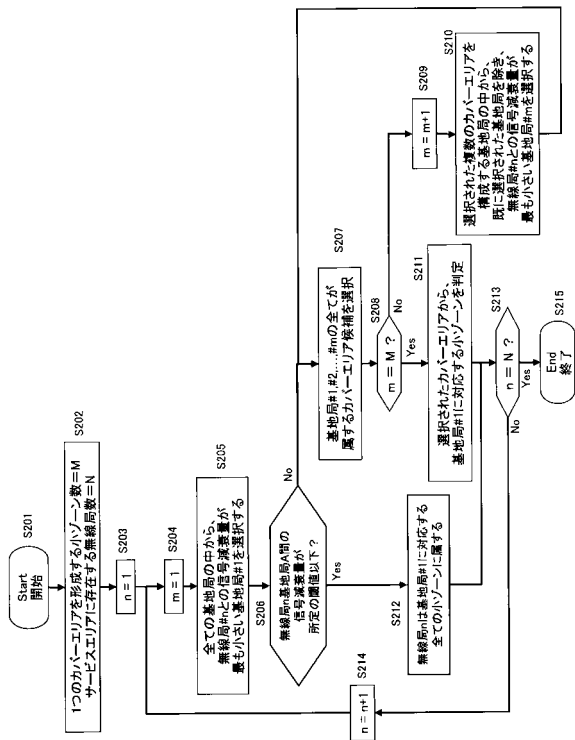 S201
Start
開始
S202
1つのカバーエリアを形成する小ゾーン数=M
サービスエリアに存在する無線局数=N
S203
n = 1
S204
m = 1
S205
全ての基地局の中から、
無線局#nとの信号減衰量が
最も小さい基地局#1を選択する
S206
無線局n基地局A間の
信号減衰量が
所定の閾値以下？
No
Yes
S207
基地局#1,#2,...,#mの全てが
属するカバーエリア候補を選択
S208
m = M ?
No
Yes
S209
m = m+1
S210
選択された複数のカバーエリアを
構成する基地局の中から、
既に選択された基地局を除き、
無線局#nとの信号減衰量が
最も小さい基地局#mを選択する
S211
選択されたカバーエリアから、
基地局#1に対応する小ゾーンを判定
S212
無線局nは基地局#1に対応する
全ての小ゾーンに属する
S213
n = N ?
No
Yes
S214
n = n+1
S215
End
終了